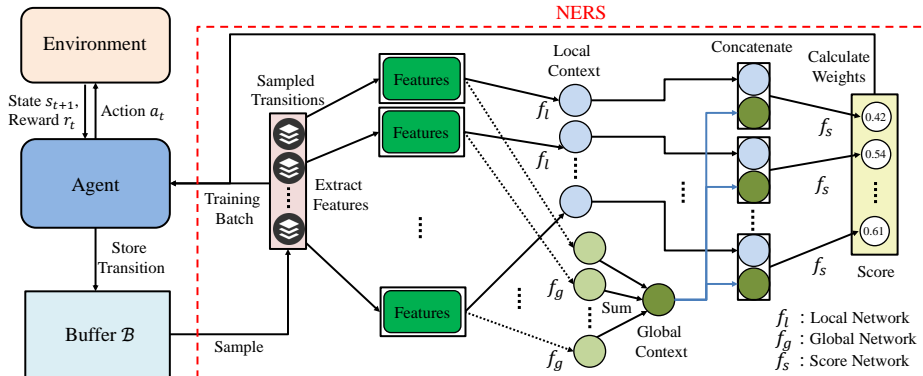 NERS
Environment
State s_{t+1},
Reward r_t
Action a_t
Agent
Store
Transition
Buffer ℬ
Sample
Training
Batch
Sampled
Transitions
Extract
Features
Features
Features
Features
Local
Context
f_l
f_l
f_g
f_g
Sum
Global
Context
Concatenate
Calculate
Weights
f_s
f_s
f_s
0.42
0.54
0.61
Score
f_l : Local Network
f_g : Global Network
f_s : Score Network